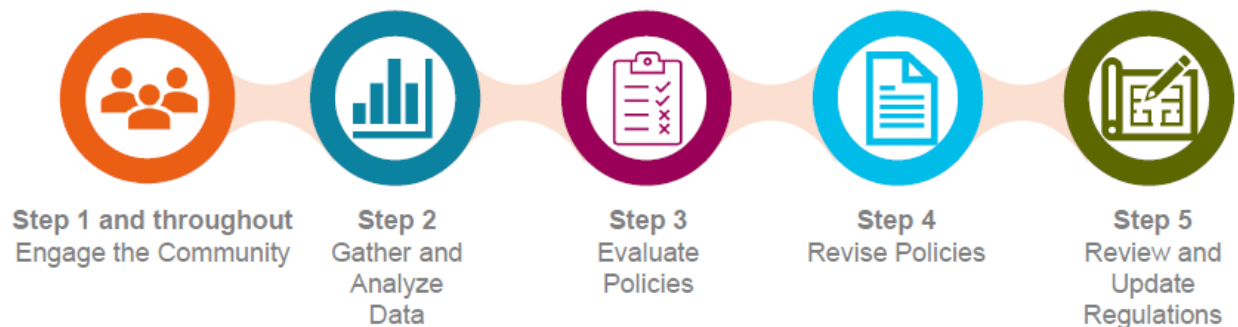 Step 1 and throughout
Engage the Community
Step 2
Gather and
Analyze
Data
Step 3
Evaluate
Policies
Step 4
Revise Policies
Step 5
Review and
Update
Regulations